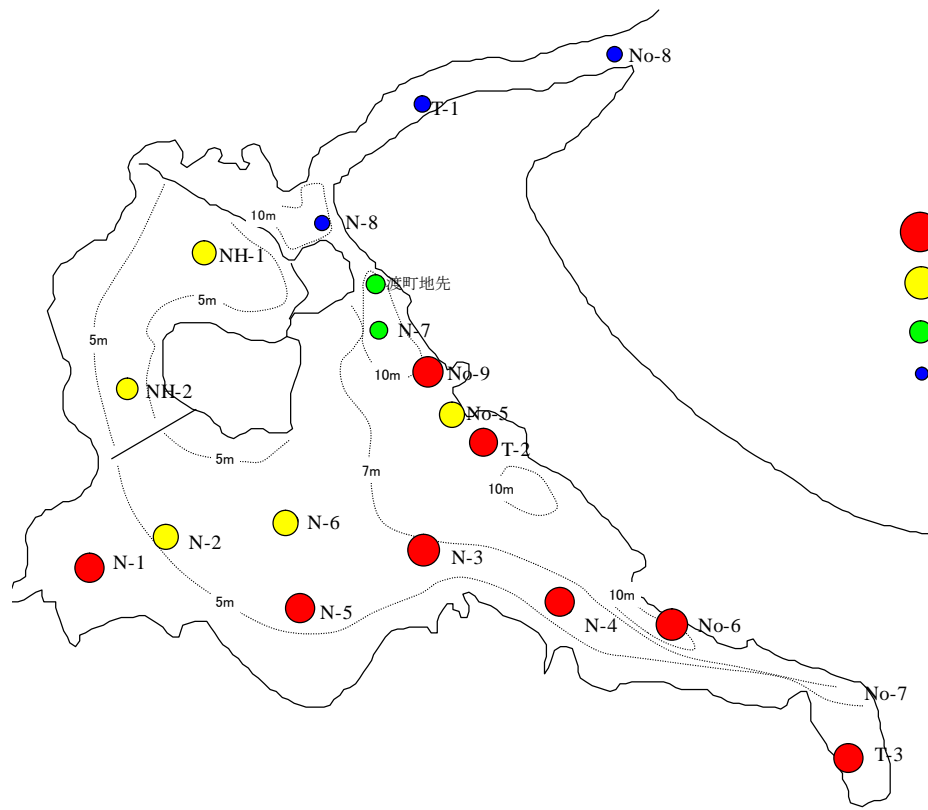 No-8
T-1
10m
N-8
NH-1
渡町地先
5m
N-7
5m
10m
No-9
NH-2
No-5
T-2
5m
7m
10m
N-6
N-2
N-3
N-1
10m
5m
N-5
N-4
No-6
No-7
T-3